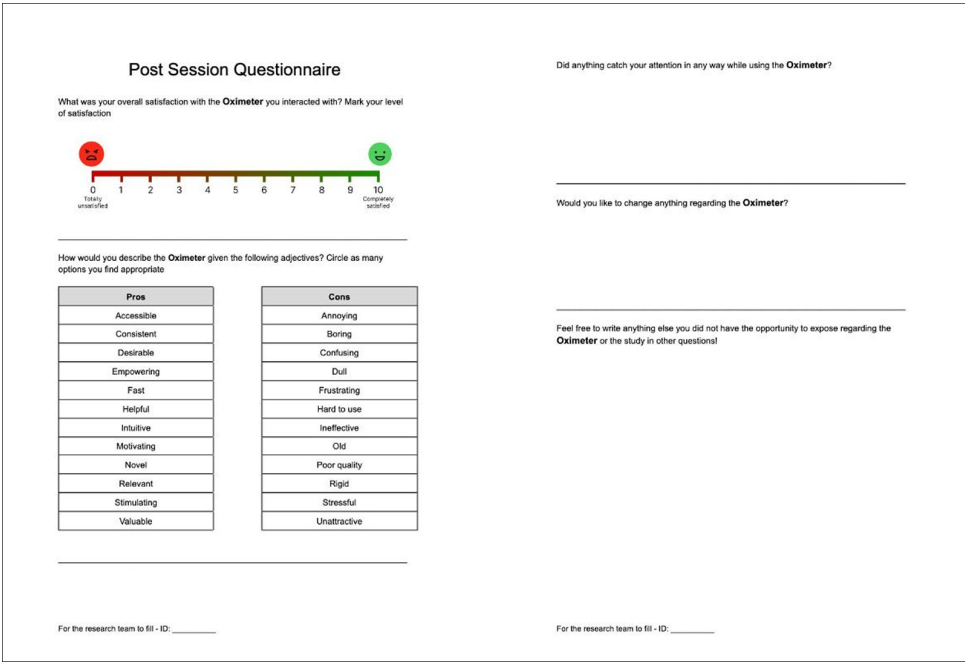 Post Session Questionnaire
What was your overall satisfaction with the Oximeter you interacted with? Mark your level
of satisfaction
0 1 2 3 4 5 6 7 8 9 10
Totally
unsatisfied
Completely
satisfied
How would you describe the Oximeter given the following adjectives? Circle as many
options you find appropriate
Pros
Accessible
Consistent
Desirable
Empowering
Fast
Helpful
Intuitive
Motivating
Novel
Relevant
Stimulating
Valuable
Cons
Annoying
Boring
Confusing
Dull
Frustrating
Hard to use
Ineffective
Old
Poor quality
Rigid
Stressful
Unattractive
For the research team to fill - ID: __________
Did anything catch your attention in any way while using the Oximeter?
Would you like to change anything regarding the Oximeter?
Feel free to write anything else you did not have the opportunity to expose regarding the
Oximeter or the study in other questions!
For the research team to fill - ID: __________